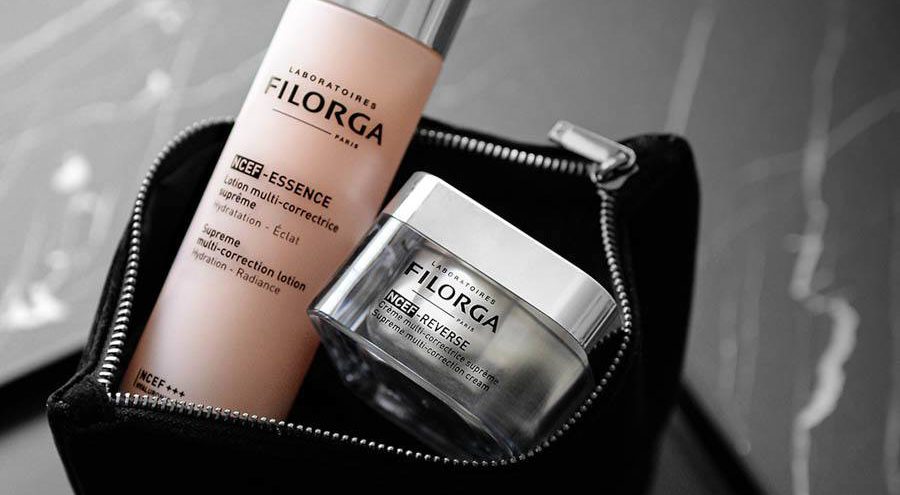 LABORATOIRES
FILORGA
PARIS
NCEF-ESSENCE
Lotion multi-correctrice
suprême
Hydratation - Éclat
Supreme
multi-correction lotion
Hydration - Radiance
NCEF+++
LABORATOIRES
FILORGA
PARIS
NCEF-REVERSE
Crème multi-correctrice suprême
Supreme multi-correction cream